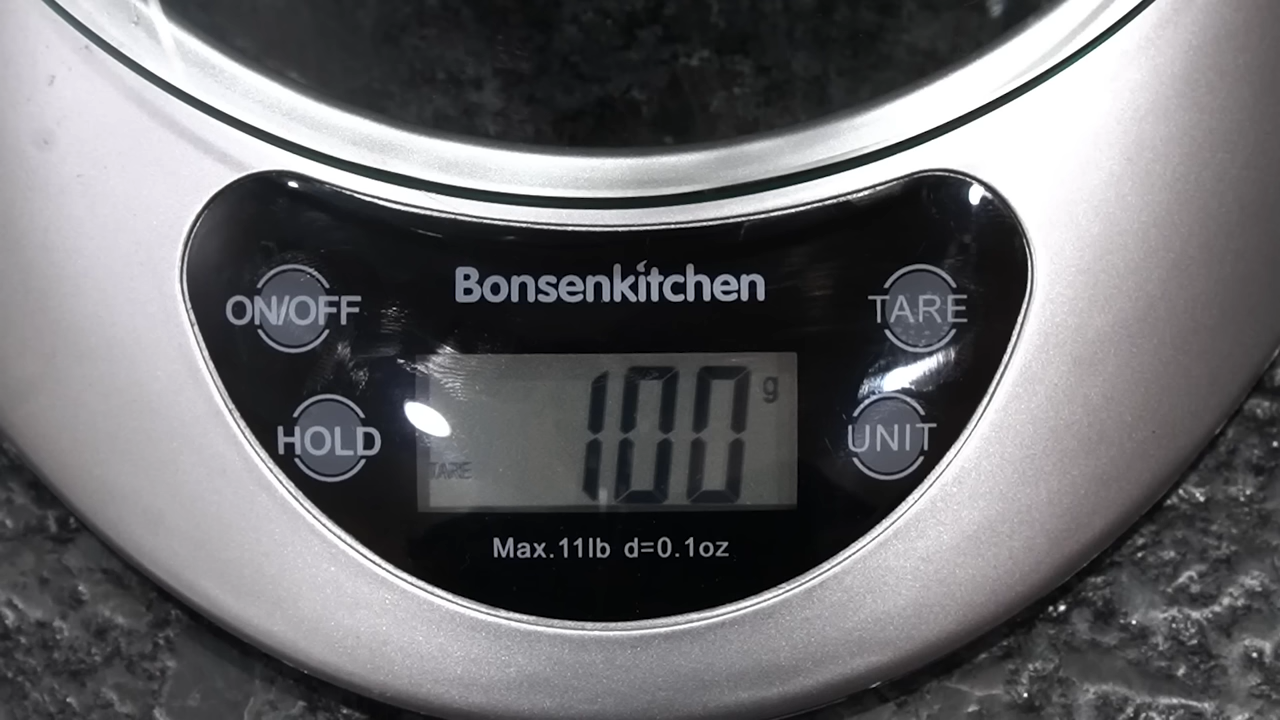 Bonsenkitchen
ON/OFF
TARE
100 g
HOLD
UNIT
TARE
Max.11lb d=0.1oz